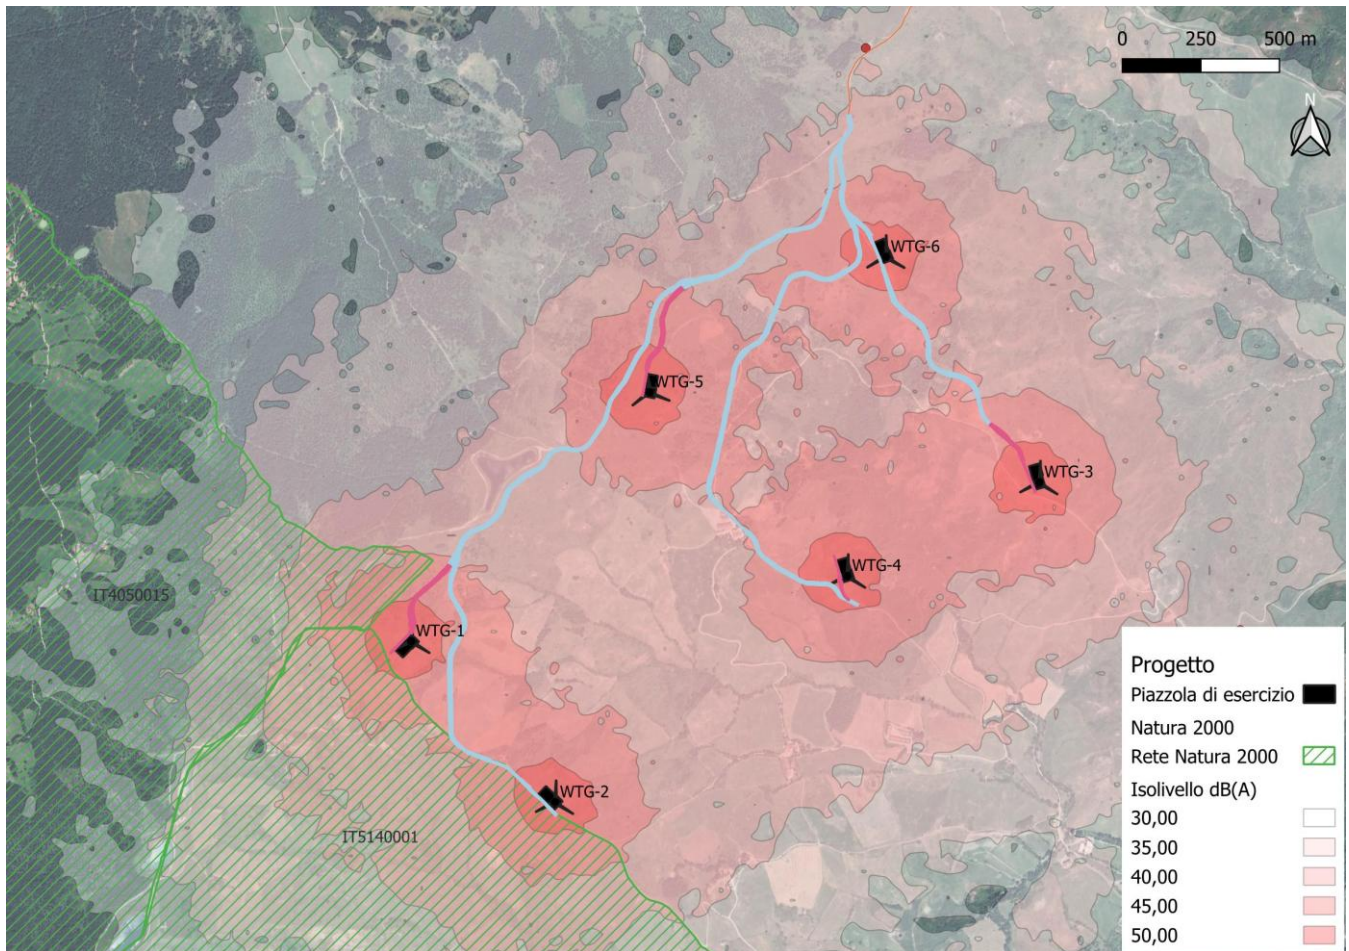 0 250 500 m
N
WTG-6
WTG-5
WTG-3
WTG-4
IT4050015
WTG-1
WTG-2
IT5140001
Progetto
Piazzola di esercizio
Natura 2000
Rete Natura 2000
Isolivello dB(A)
30,00
35,00
40,00
45,00
50,00